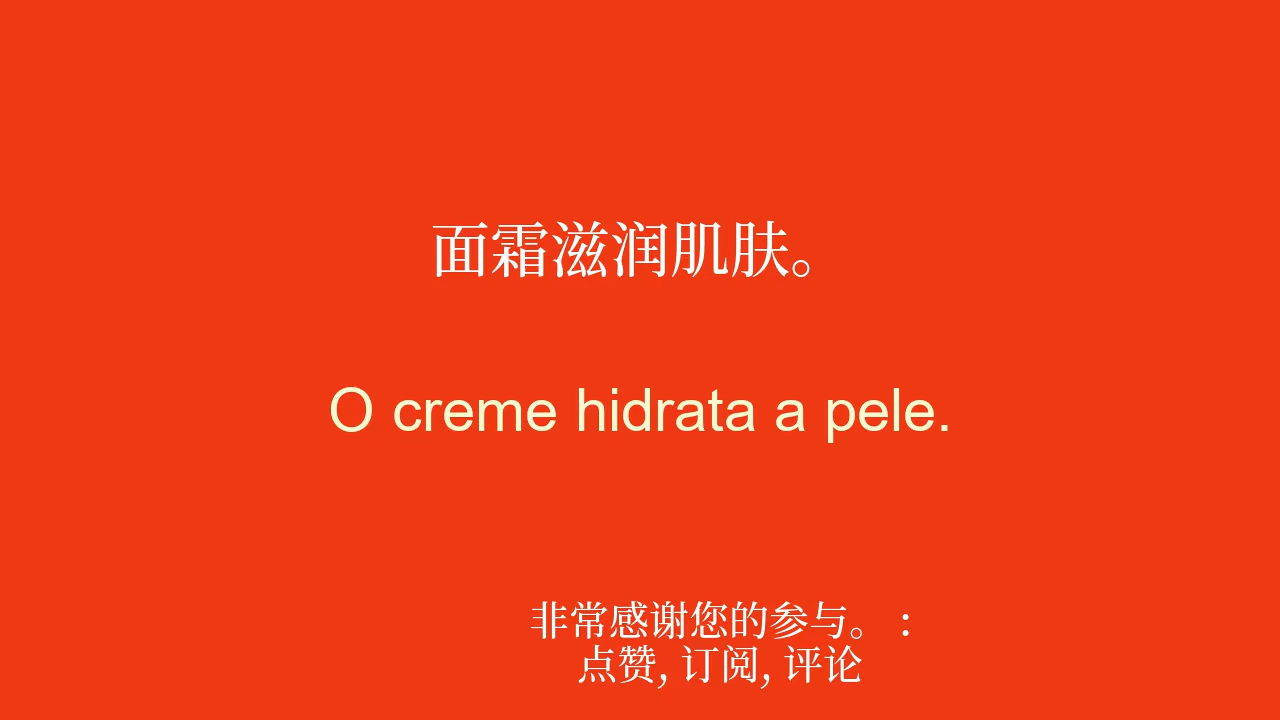 面霜滋润肌肤。
O creme hidrata a pele.
非常感谢您的参与。 :
点赞, 订阅, 评论